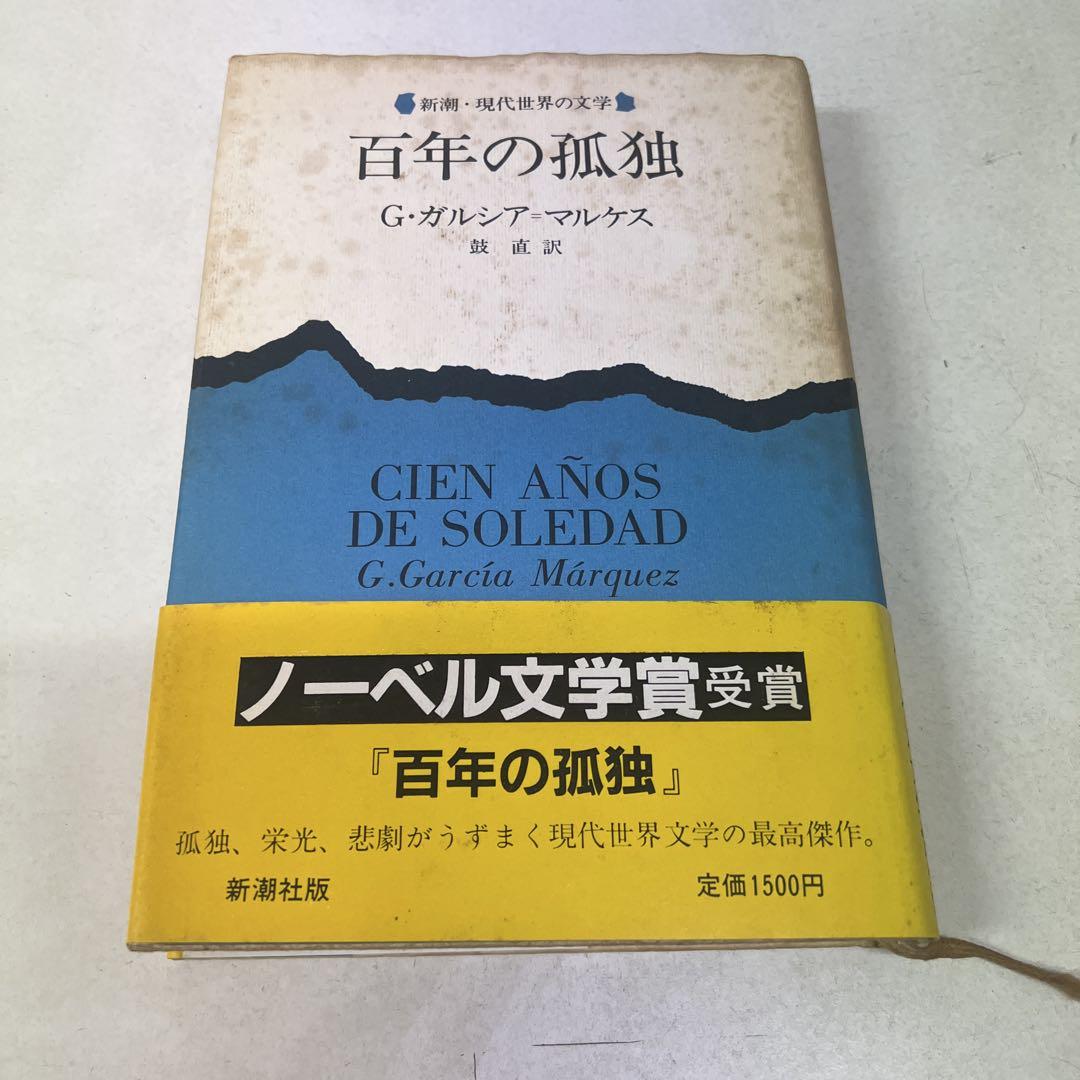 新潮・現代世界の文学
百年の孤独
G・ガルシア=マルケス
鼓 直 訳
CIEN AÑOS
DE SOLEDAD
G.García Márquez
ノーベル文学賞受賞
『百年の孤独』
孤独、栄光、悲劇がうずまく現代世界文学の最高傑作。
新潮社版
定価1500円